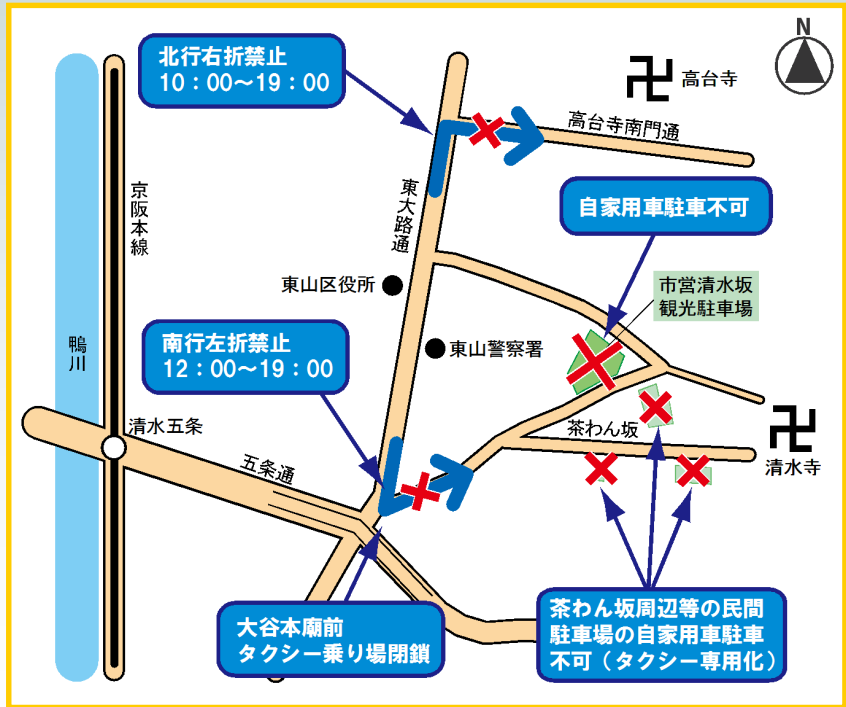 北行右折禁止
10：00〜19：00
N
卍
高台寺
高台寺南門通
京阪本線
東大路通
自家用車駐車不可
東山区役所
市営清水坂
観光駐車場
南行左折禁止
12：00〜19：00
東山警察署
鴨川
清水五条
茶わん坂
卍
清水寺
五条通
大谷本廟前
タクシー乗り場閉鎖
茶わん坂周辺等の民間
駐車場の自家用車駐車
不可（タクシー専用化）